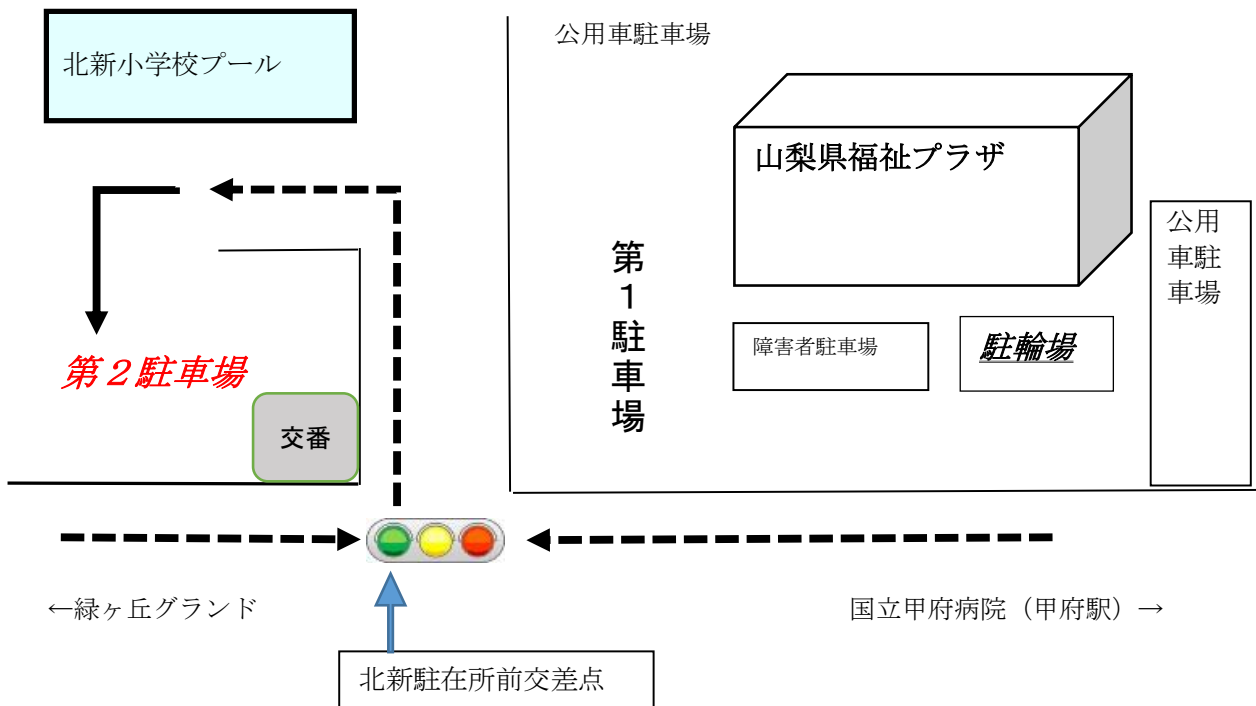 公用車駐車場
北新小学校プール
山梨県福祉プラザ
公用
車駐
車場
第
1
駐
車
場
障害者駐車場
駐輪場
第２駐車場
交番
←緑ヶ丘グランド
国立甲府病院（甲府駅）→
北新駐在所前交差点